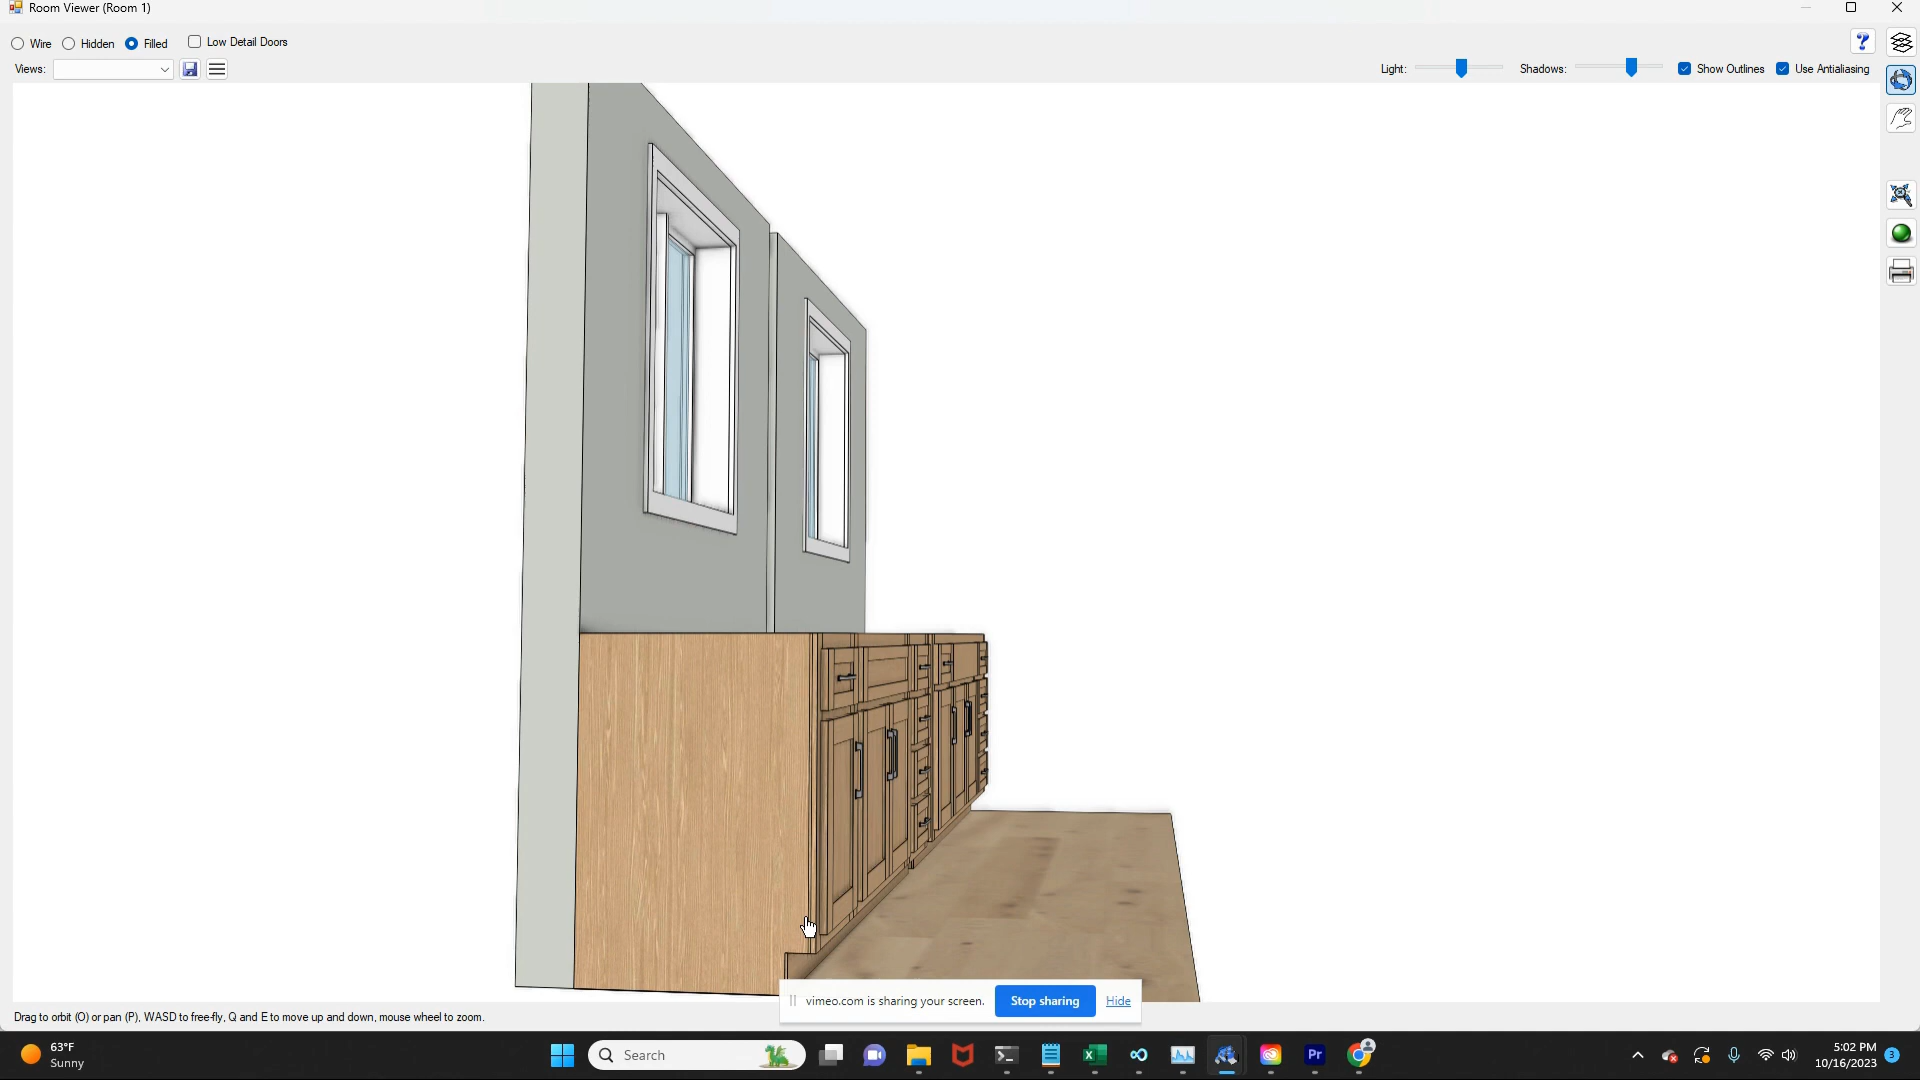 Room Viewer (Room 1)
Wire Hidden Filled Low Detail Doors
Views: Light: Shadows: Show Outlines Use Antialiasing
vimeo.com is sharing your screen. Stop sharing Hide
Drag to orbit (O) or pan (P), WASD to free-fly, Q and E to move up and down, mouse wheel to zoom.
63°F
Sunny
Search
Pr
5:02 PM
10/16/2023
3